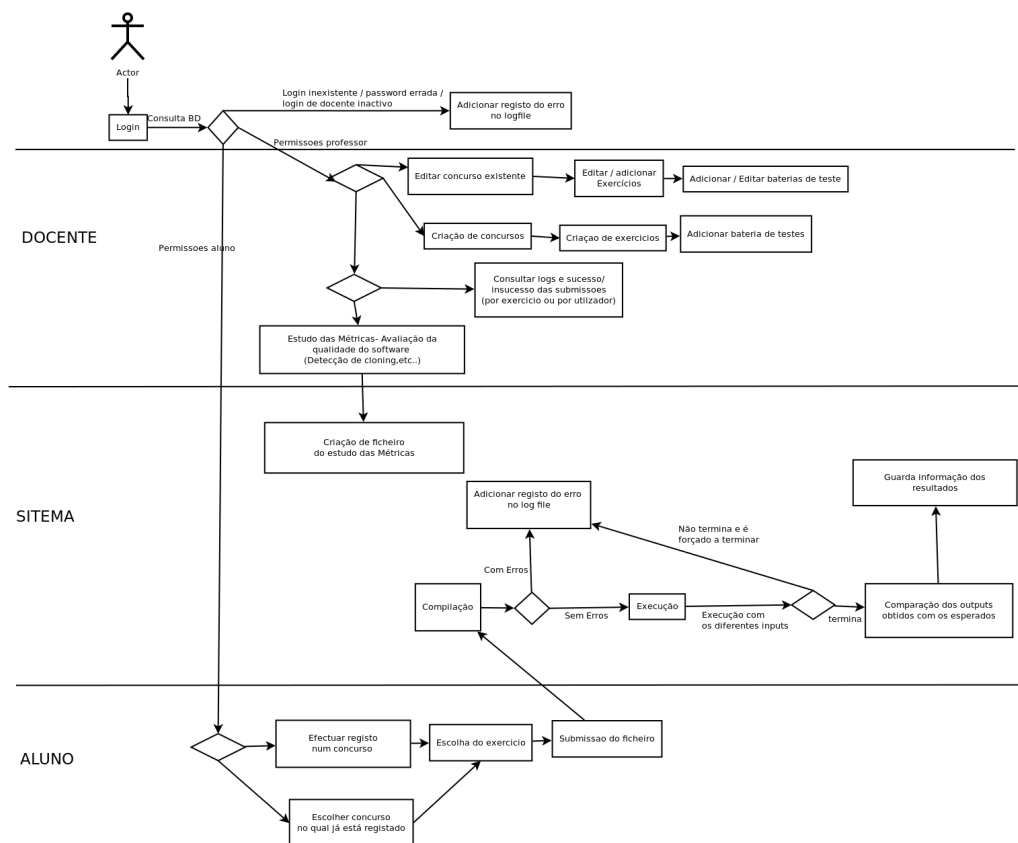 Actor
Login inexistente / password errada /
login de docente inactivo
Adicionar registo do erro
no logfile
Login
Consulta BD
Permissoes professor
DOCENTE
Editar concurso existente
Editar / adicionar
Exercícios
Adicionar / Editar baterias de teste
Criação de concursos
Criaçao de exercicios
Adicionar bateria de testes
Permissoes aluno
Consultar logs e sucesso/
insucesso das submissoes
(por exercicio ou por utilzador)
Estudo das Métricas- Avaliação da
qualidade do software
(Detecção de cloning,etc..)
SITEMA
Criação de ficheiro
do estudo das Métricas
Guarda informação dos
resultados
Adicionar registo do erro
no log file
Não termina e é
forçado a terminar
Com Erros
Compilação
Sem Erros
Execução
Execução com
os diferentes inputs
termina
Comparação dos outputs
obtidos com os esperados
ALUNO
Efectuar registo
num concurso
Escolha do exercicio
Submissao do ficheiro
Escolher concurso
no qual já está registado